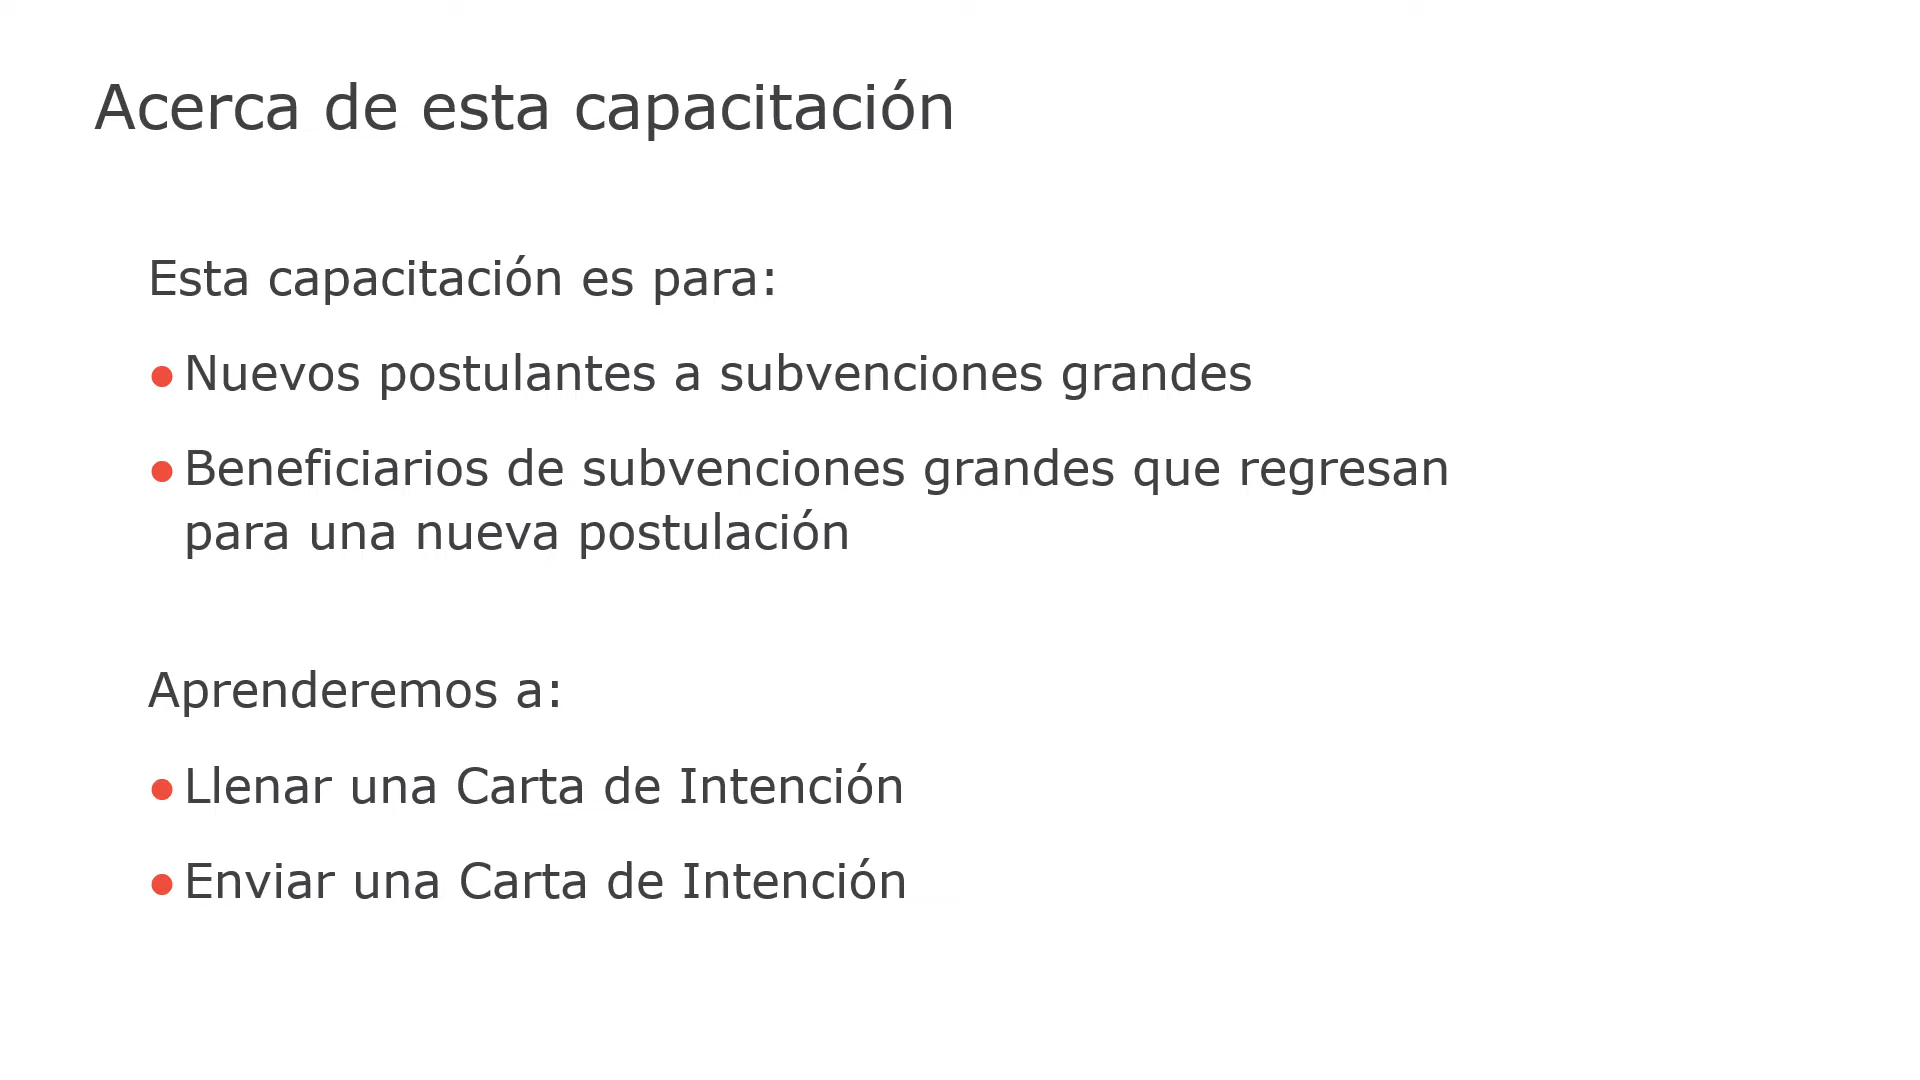 Acerca de esta capacitación
Esta capacitación es para:
● Nuevos postulantes a subvenciones grandes
● Beneficiarios de subvenciones grandes que regresan
para una nueva postulación
Aprenderemos a:
● Llenar una Carta de Intención
● Enviar una Carta de Intención